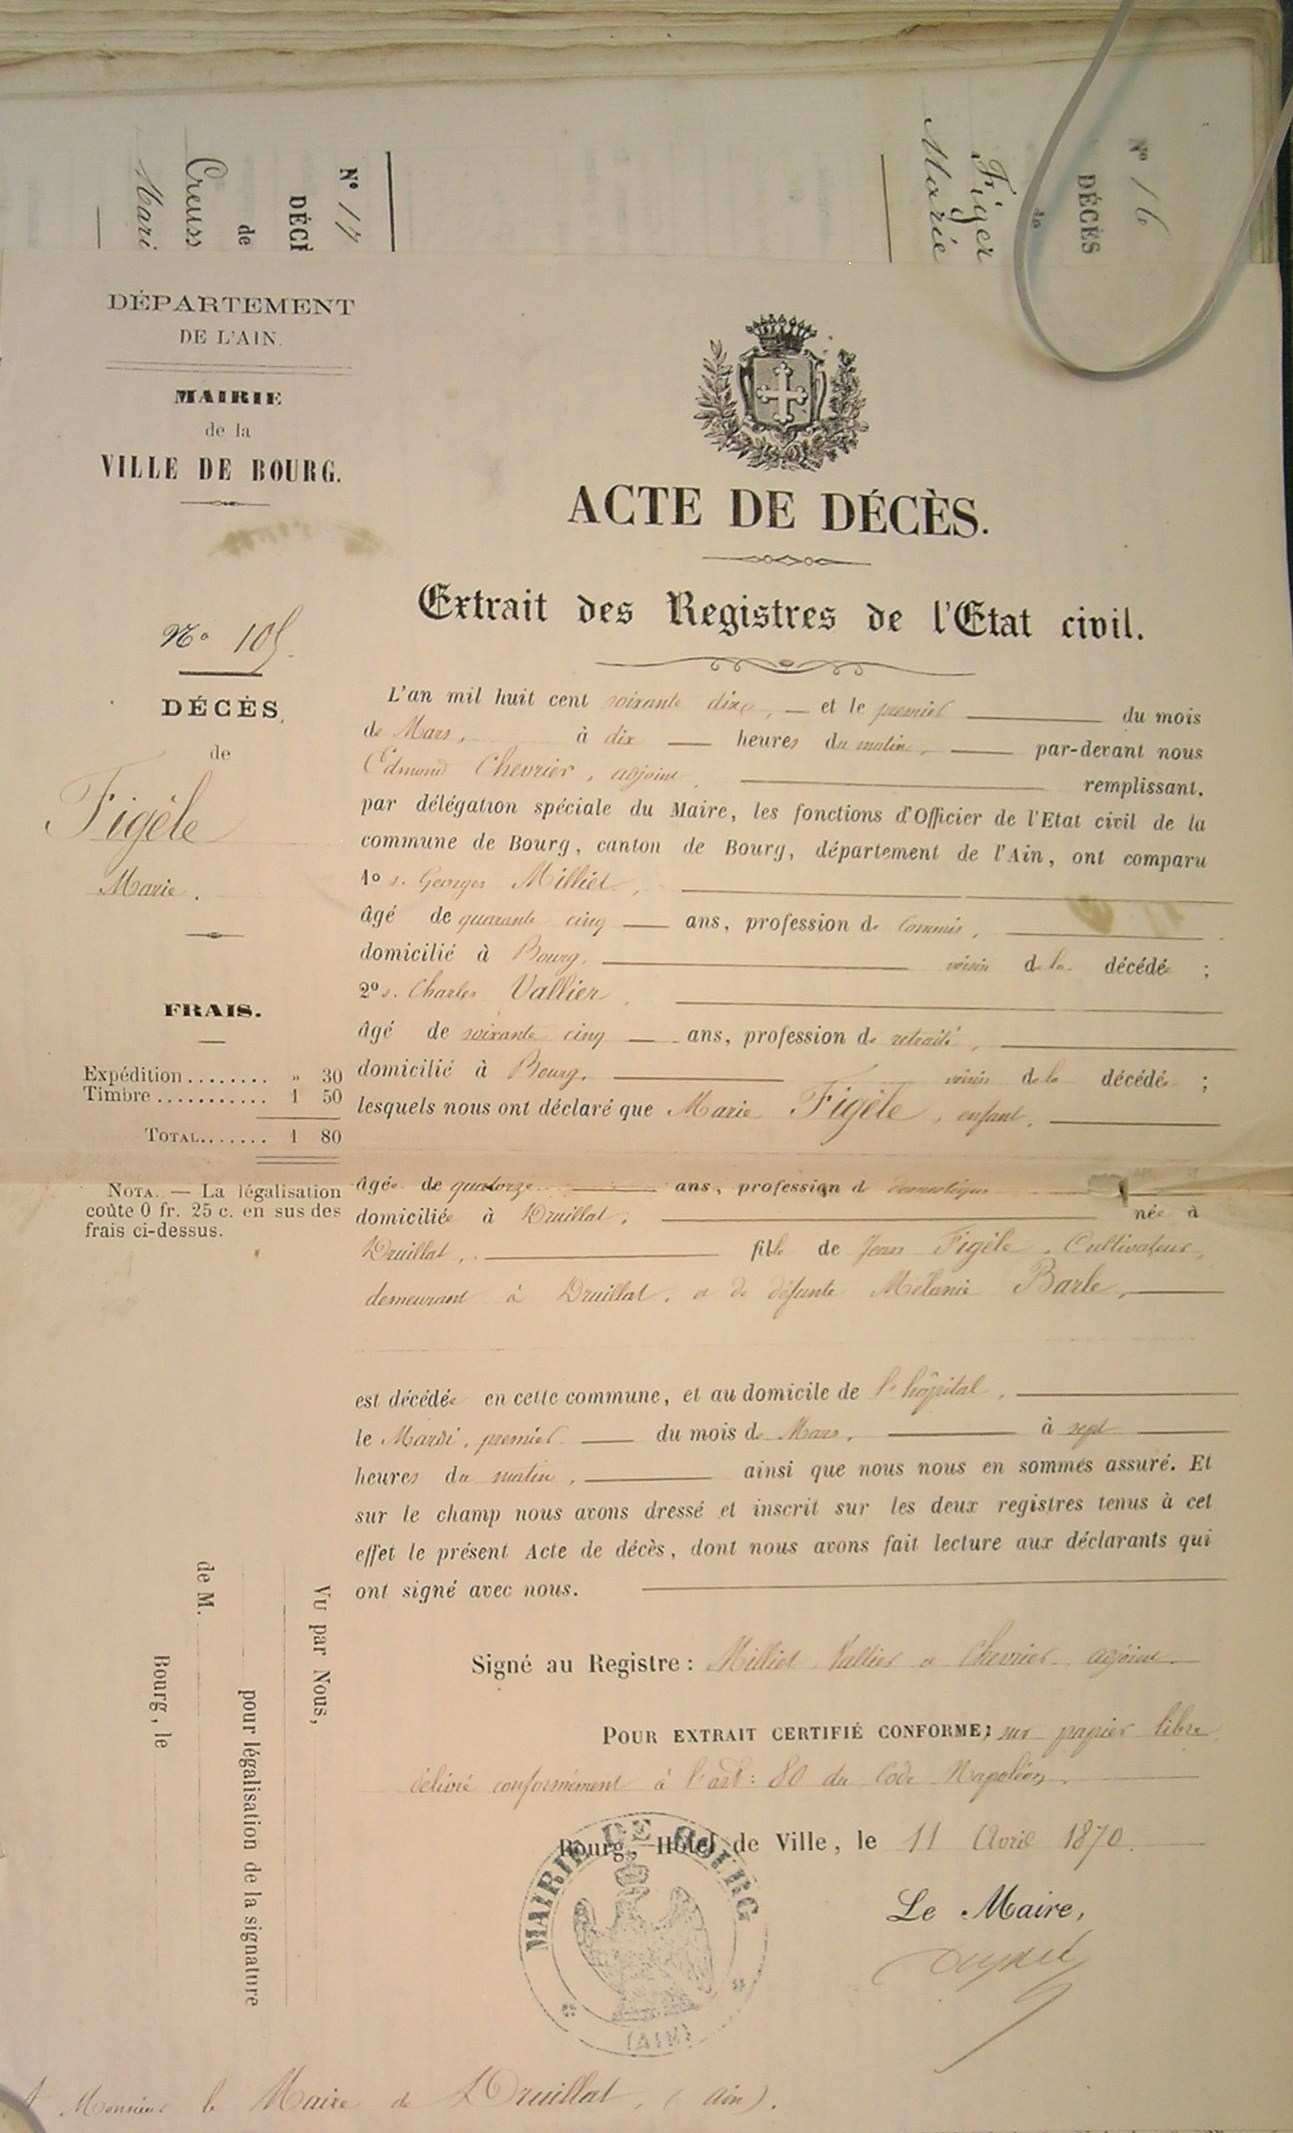 N° 17
DÉCÈ
de
Creuss
Mari
N° 16
DÉCÈS
de
Figer
Marie
DÉPARTEMENT
DE L'AIN.
MAIRIE
de la
VILLE DE BOURG.
ACTE DE DÉCÈS.
Extrait des Registres de l'Etat civil.
N° 105.
DÉCÈS
de
Figèle
Marie.
FRAIS.
Expédition........ » 30
Timbre........... 1 50
TOTAL....... 1 80
NOTA. — La légalisation
coûte 0 fr. 25 c. en sus des
frais ci-dessus.
L'an mil huit cent soixante dix, — et le premier du mois
de Mars, à dix — heures du matin, — par-devant nous
Edmond Chevrier, adjoint, remplissant,
par délégation spéciale du Maire, les fonctions d'Officier de l'Etat civil de la
commune de Bourg, canton de Bourg, département de l'Ain, ont comparu
1° s. Georges Milliet,
âgé de quarante cinq — ans, profession de commis,
domicilié à Bourg, voisin de la décédée ;
2° s. Charles Vallier,
âgé de soixante cinq — ans, profession de retraité,
domicilié à Bourg, voisin de la décédée ;
lesquels nous ont déclaré que Marie Figèle, enfant,
âgée de quatorze ans, profession d domestique
domiciliée à Druillat, née à
Druillat, fille de Jean Figèle, Cultivateur,
demeurant à Druillat, et de défunte Mélanie Barle,
est décédée en cette commune, et au domicile de l'hôpital,
le Mardi, premier — du mois de Mars, à sept
heures du matin, ainsi que nous nous en sommes assuré. Et
sur le champ nous avons dressé et inscrit sur les deux registres tenus à cet
effet le présent Acte de décès, dont nous avons fait lecture aux déclarants qui
ont signé avec nous.
Signé au Registre : Milliet Vallier et Chevrier adjoint
POUR EXTRAIT CERTIFIÉ CONFORME; sur papier libre
délivré conformément à l'art: 80 du Code Napoléon.
Bourg, Hôtel de Ville, le 11 Avril 1870.
Le Maire,
MAIRIE DE BOURG
(AIN)
Vu par Nous,
pour légalisation de la signature
de M.
Bourg, le
A Monsieur le Maire de Druillat, (Ain).